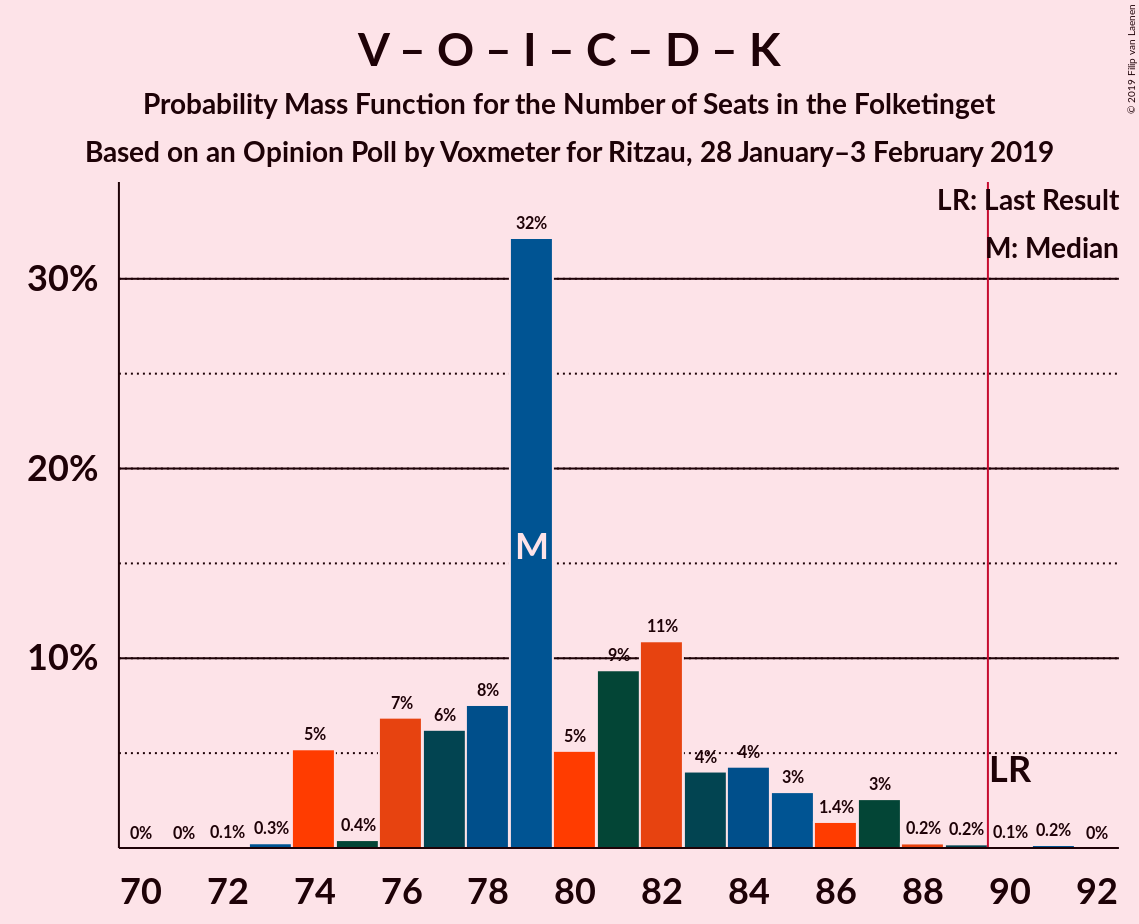 V – O – I – C – D – K
Probability Mass Function for the Number of Seats in the Folketinget
Based on an Opinion Poll by Voxmeter for Ritzau, 28 January–3 February 2019
© 2019 Filip van Laenen
LR: Last Result
M: Median
30%
20%
10%
0% 0% 0.1% 0.3% 5% 0.4% 7% 6% 8% 32% 5% 9% 11% 4% 4% 3% 1.4% 3% 0.2% 0.2% 0.1% 0.2% 0%
M
LR
70 72 74 76 78 80 82 84 86 88 90 92